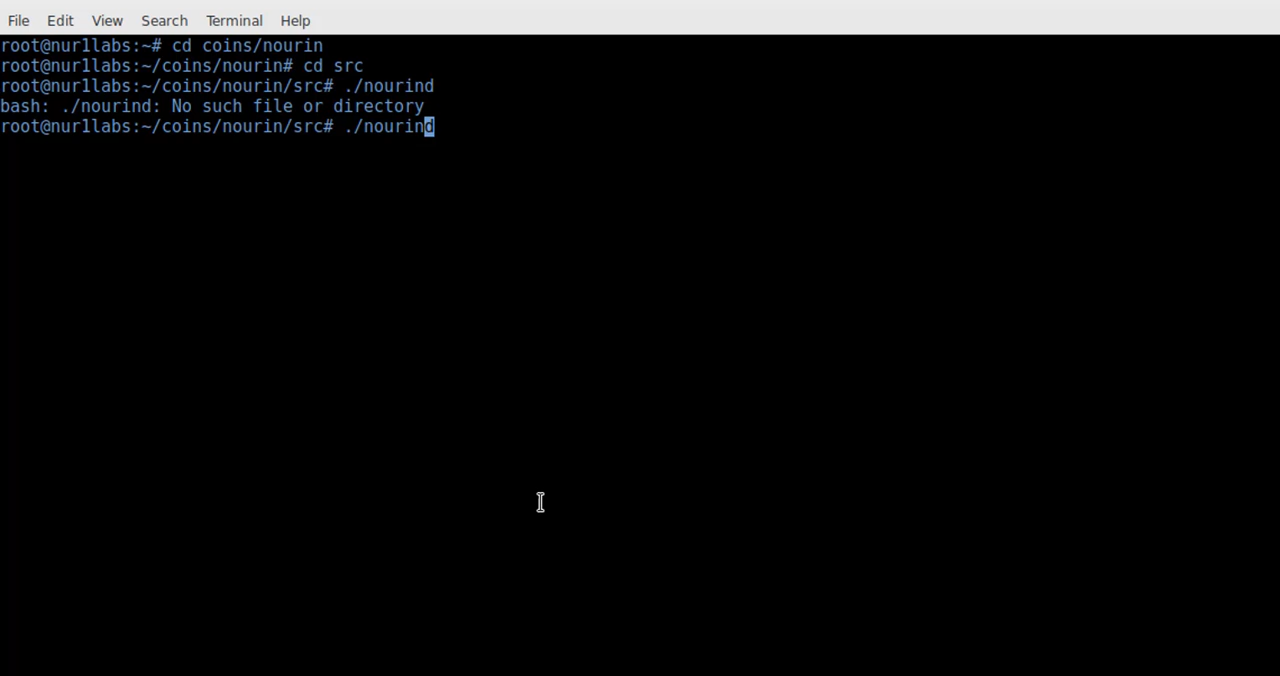 File Edit View Search Terminal Help
root@nur1labs:~# cd coins/nourin
root@nur1labs:~/coins/nourin# cd src
root@nur1labs:~/coins/nourin/src# ./nourind
bash: ./nourind: No such file or directory
root@nur1labs:~/coins/nourin/src# ./nourind